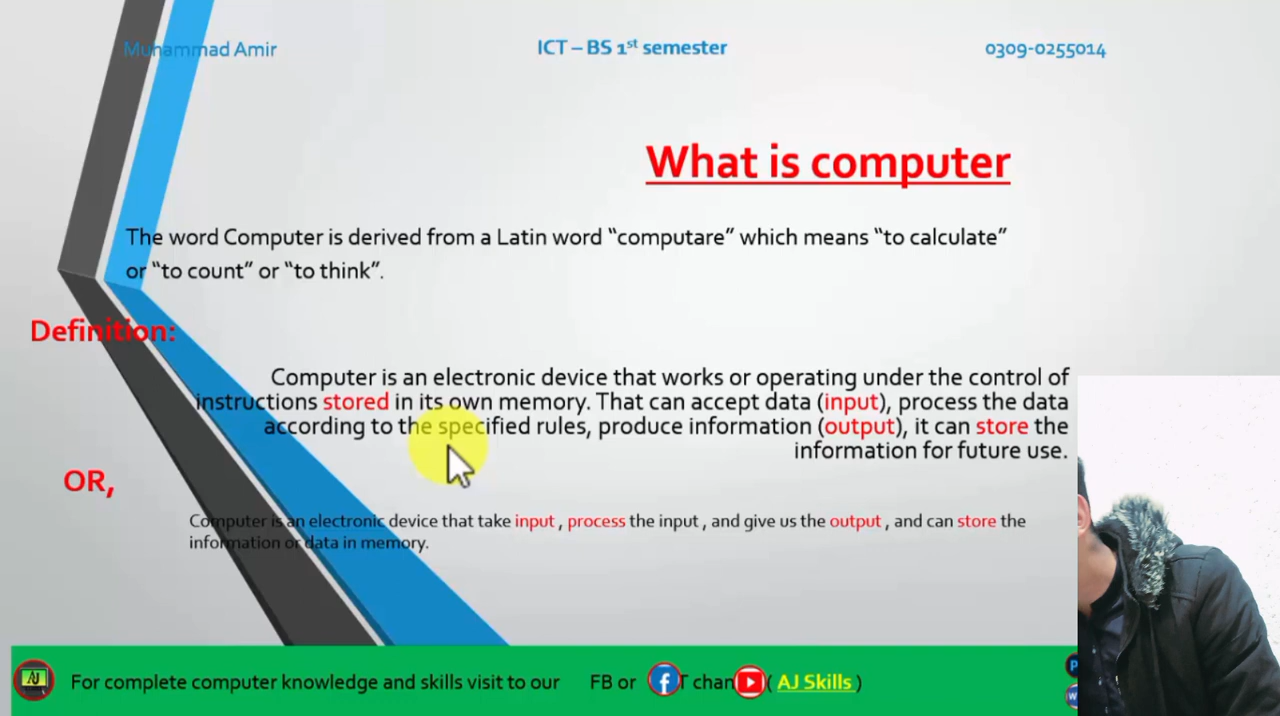 Muhammad Amir
ICT – BS 1st semester
0309-0255014
What is computer
The word Computer is derived from a Latin word “computare” which means “to calculate”
or “to count” or “to think”.
Definition:
Computer is an electronic device that works or operating under the control of
instructions stored in its own memory. That can accept data (input), process the data
according to the specified rules, produce information (output), it can store the
information for future use.
OR,
Computer is an electronic device that take input , process the input , and give us the output , and can store the
information or data in memory.
AJ
For complete computer knowledge and skills visit to our FB or T chan ( AJ Skills )
P
W